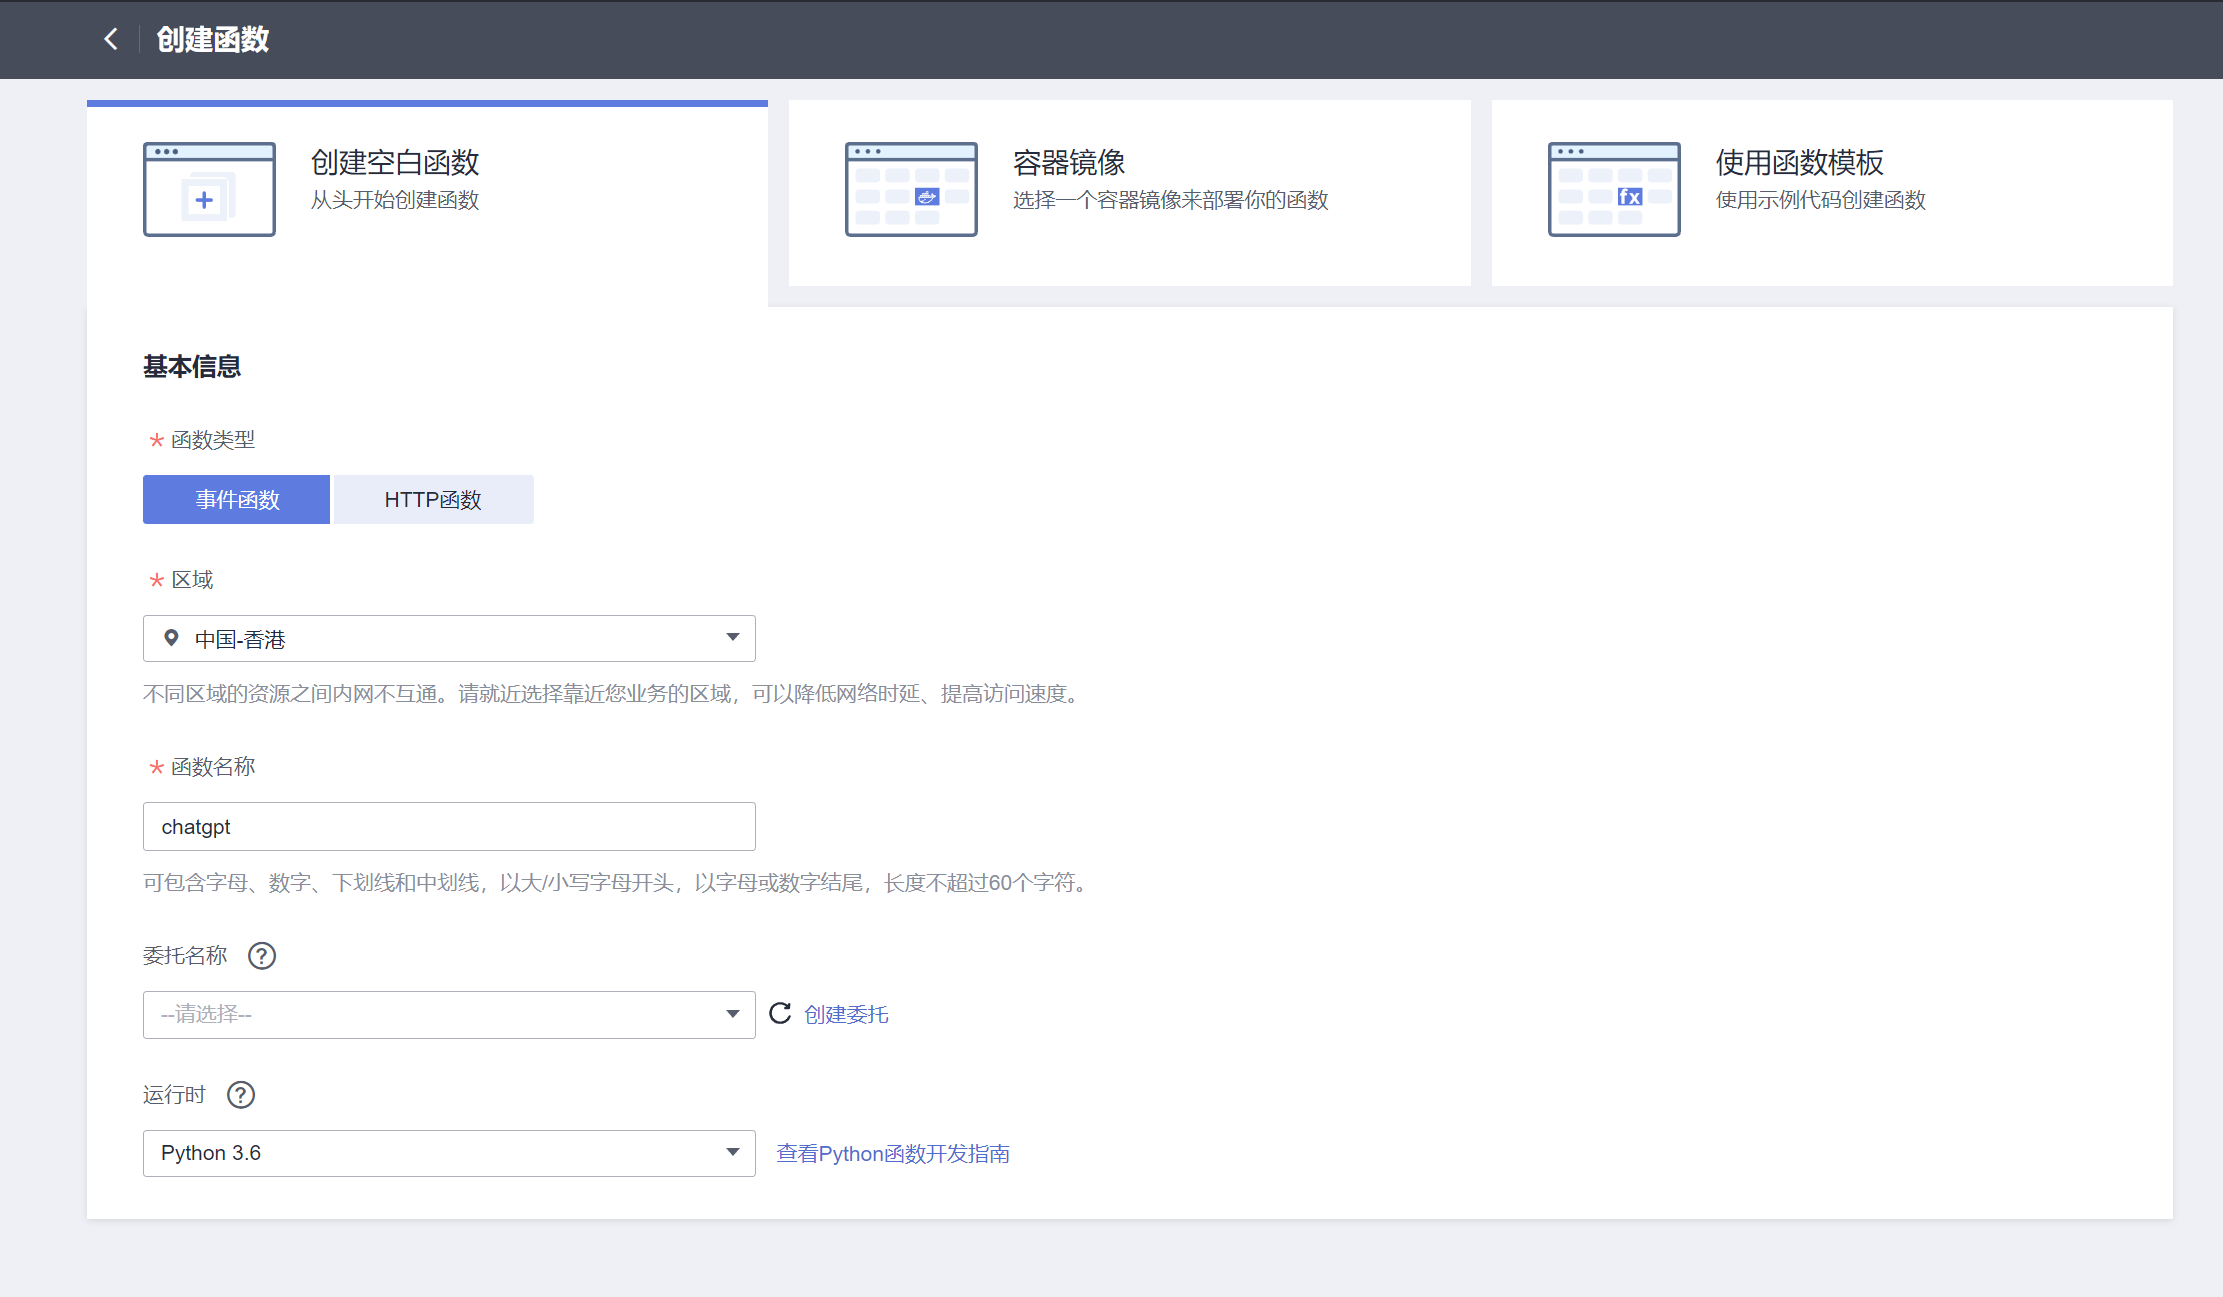 创建函数
创建空白函数
从头开始创建函数
容器镜像
选择一个容器镜像来部署你的函数
使用函数模板
使用示例代码创建函数
fx
基本信息
* 函数类型
事件函数
HTTP函数
* 区域
中国-香港
不同区域的资源之间内网不互通。请就近选择靠近您业务的区域，可以降低网络时延、提高访问速度。
* 函数名称
chatgpt
可包含字母、数字、下划线和中划线，以大/小写字母开头，以字母或数字结尾，长度不超过60个字符。
委托名称 ?
--请选择--
创建委托
运行时 ?
Python 3.6
查看Python函数开发指南